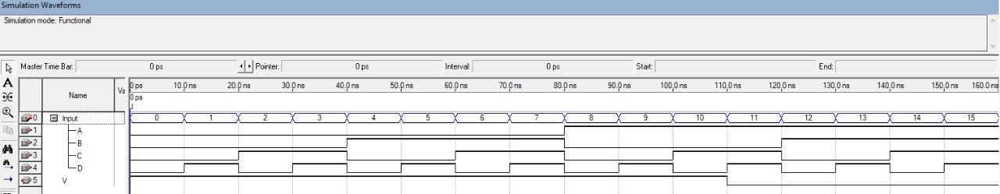 Simulation Waveforms
Simulation mode: Functional
Master Time Bar: 0 ps Pointer: 0 ps Interval: 0 ps Start: End:
Name Va 0 ps 10.0 ns 20.0 ns 30.0 ns 40.0 ns 50.0 ns 60.0 ns 70.0 ns 80.0 ns 90.0 ns 100.0 ns 110.0 ns 120.0 ns 130.0 ns 140.0 ns 150.0 ns 160.0 ns
0 ps
0 Input 0 1 2 3 4 5 6 7 8 9 10 11 12 13 14 15
1 A
2 B
3 C
4 D
5 V